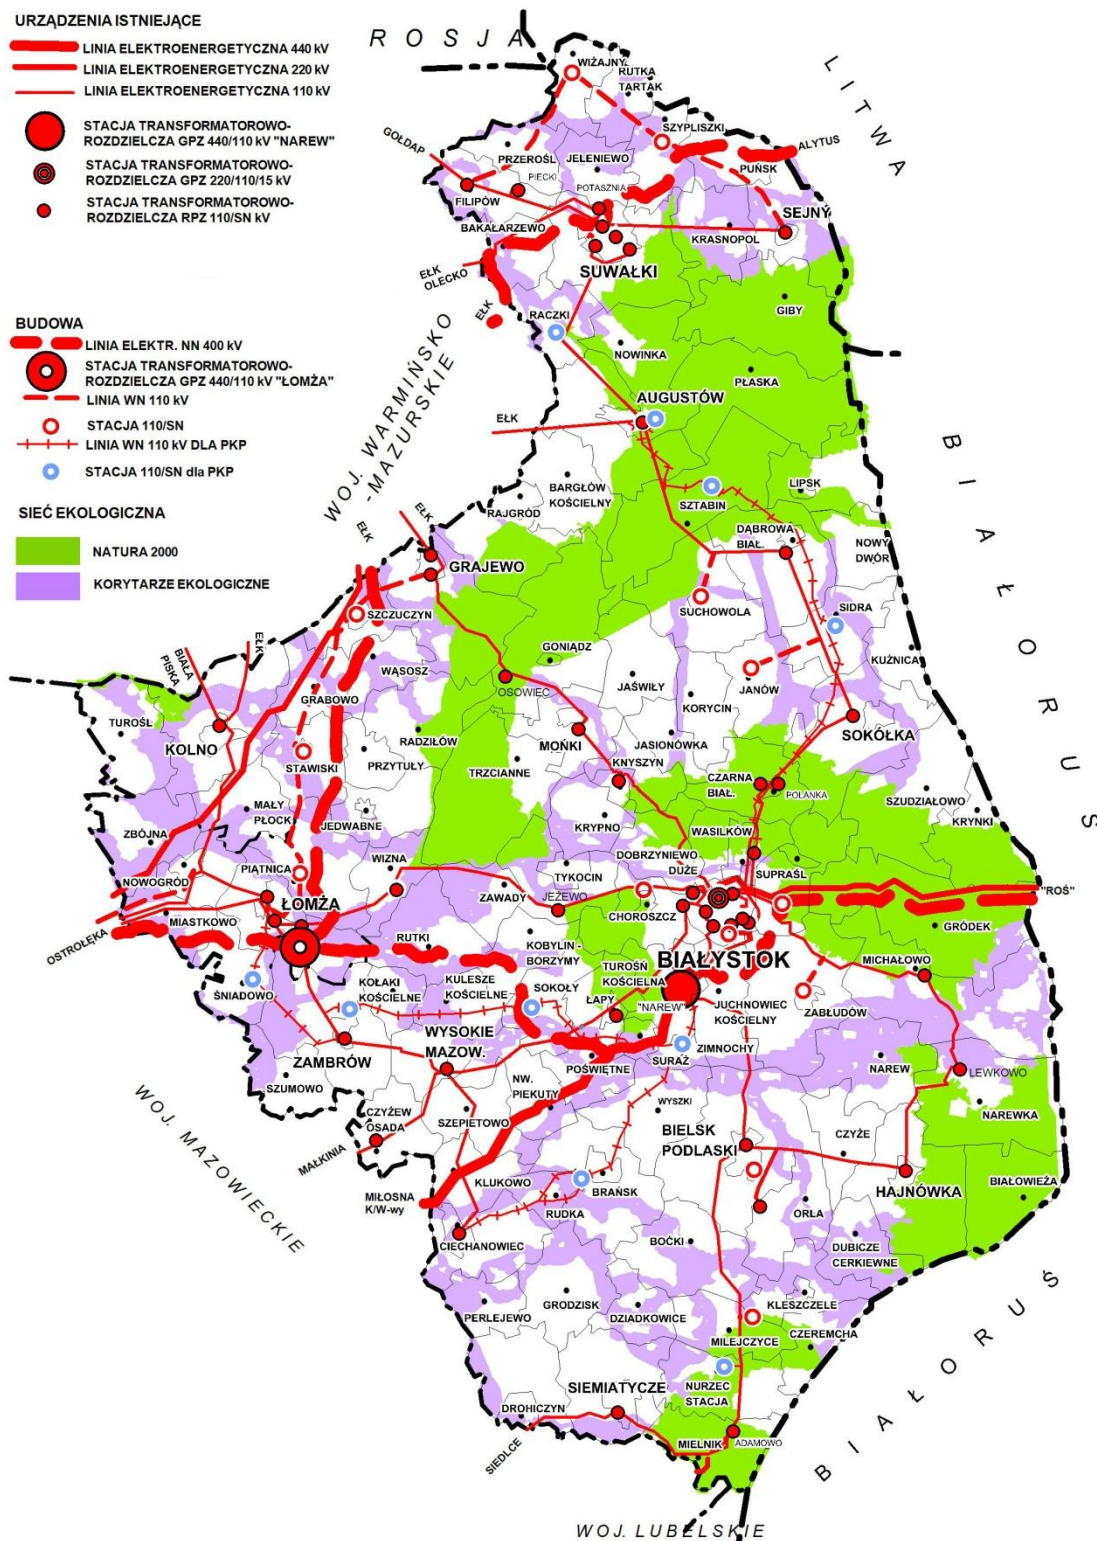 URZĄDZENIA ISTNIEJĄCE
LINIA ELEKTROENERGETYCZNA 440 kV
LINIA ELEKTROENERGETYCZNA 220 kV
LINIA ELEKTROENERGETYCZNA 110 kV
STACJA TRANSFORMATOROWO-
ROZDZIELCZA GPZ 440/110 kV "NAREW"
STACJA TRANSFORMATOROWO-
ROZDZIELCZA GPZ 220/110/15 kV
STACJA TRANSFORMATOROWO-
ROZDZIELCZA RPZ 110/SN kV
BUDOWA
LINIA ELEKTR. NN 400 kV
STACJA TRANSFORMATOROWO-
ROZDZIELCZA GPZ 440/110 kV "ŁOMŻA"
LINIA WN 110 kV
STACJA 110/SN
LINIA WN 110 kV DLA PKP
STACJA 110/SN dla PKP
SIEĆ EKOLOGICZNA
NATURA 2000
KORYTARZE EKOLOGICZNE
ROSJA
LITWA
BIAŁORUŚ
BIAŁORUŚ
WOJ. WARMIŃSKO
-MAZURSKIE
WOJ. MAZOWIECKIE
WOJ. LUBELSKIE
WIŻAJNY
RUTKA
TARTAK
SZYPLISZKI
GOŁDAP
PRZEROŚL
PIECKI
JELENIEWO
POTASZNIA
PUŃSK
ALYTUS
FILIPÓW
BAKAŁARZEWO
KRASNOPOL
SEJNY
EŁK
OLECKO
SUWAŁKI
EŁK
RACZKI
GIBY
NOWINKA
PŁASKA
AUGUSTÓW
EŁK
BARGŁÓW
KOŚCIELNY
RAJGRÓD
SZTABIN
LIPSK
DĄBROWA
BIAŁ.
NOWY
DWÓR
EŁK
EŁK
GRAJEWO
SUCHOWOLA
SIDRA
SZCZUCZYN
WĄSOSZ
GONIĄDZ
OSOWIEC
JAŚWIŁY
JANÓW
KORYCIN
KUŹNICA
BIAŁA
PISKA
EŁK
GRABOWO
TUROŚL
KOLNO
STAWISKI
RADZIŁÓW
PRZYTUŁY
MOŃKI
TRZCIANNE
JASIONÓWKA
KNYSZYN
SOKÓŁKA
CZARNA
BIAŁ.
POLANKA
SZUDZIAŁOWO
KRYNKI
ZBÓJNA
MAŁY
PŁOCK
JEDWABNE
KRYPNO
WASILKÓW
DOBRZYNIEWO
DUŻE
SUPRAŚL
NOWOGRÓD
PIĄTNICA
WIZNA
TYKOCIN
ZAWADY
JEŻEWO
CHOROSZCZ
"ROŚ"
ŁOMŻA
MIASTKOWO
OSTROŁĘKA
RUTKI
KOBYLIN -
BORZYMY
GRÓDEK
BIAŁYSTOK
MICHAŁOWO
ŚNIADOWO
KOŁAKI
KOŚCIELNE
KULESZE
KOŚCIELNE
SOKOŁY
TUROŚŃ
KOŚCIELNA
ŁAPY
"NAREW"
JUCHNOWIEC
KOŚCIELNY
ZABŁUDÓW
ZAMBRÓW
WYSOKIE
MAZOW.
SURAŻ
ZIMNOCHY
POŚWIĘTNE
NAREW
LEWKOWO
SZUMOWO
NW.
PIEKUTY
WYSZKI
NAREWKA
CZYŻEW
OSADA
SZEPIETOWO
BIELSK
PODLASKI
CZYŻE
MAŁKINIA
KLUKOWO
BRAŃSK
RUDKA
HAJNÓWKA
BIAŁOWIEŻA
MIŁOSNA
K/W-wy
ORLA
CIECHANOWIEC
BOĆKI
DUBICZE
CERKIEWNE
GRODZISK
PERLEJEWO
DZIADKOWICE
KLESZCZELE
MILEJCZYCE
CZEREMCHA
SIEMIATYCZE
NURZEC
STACJA
DROHICZYN
SIEDLCE
MIELNIK
ADAMOWO